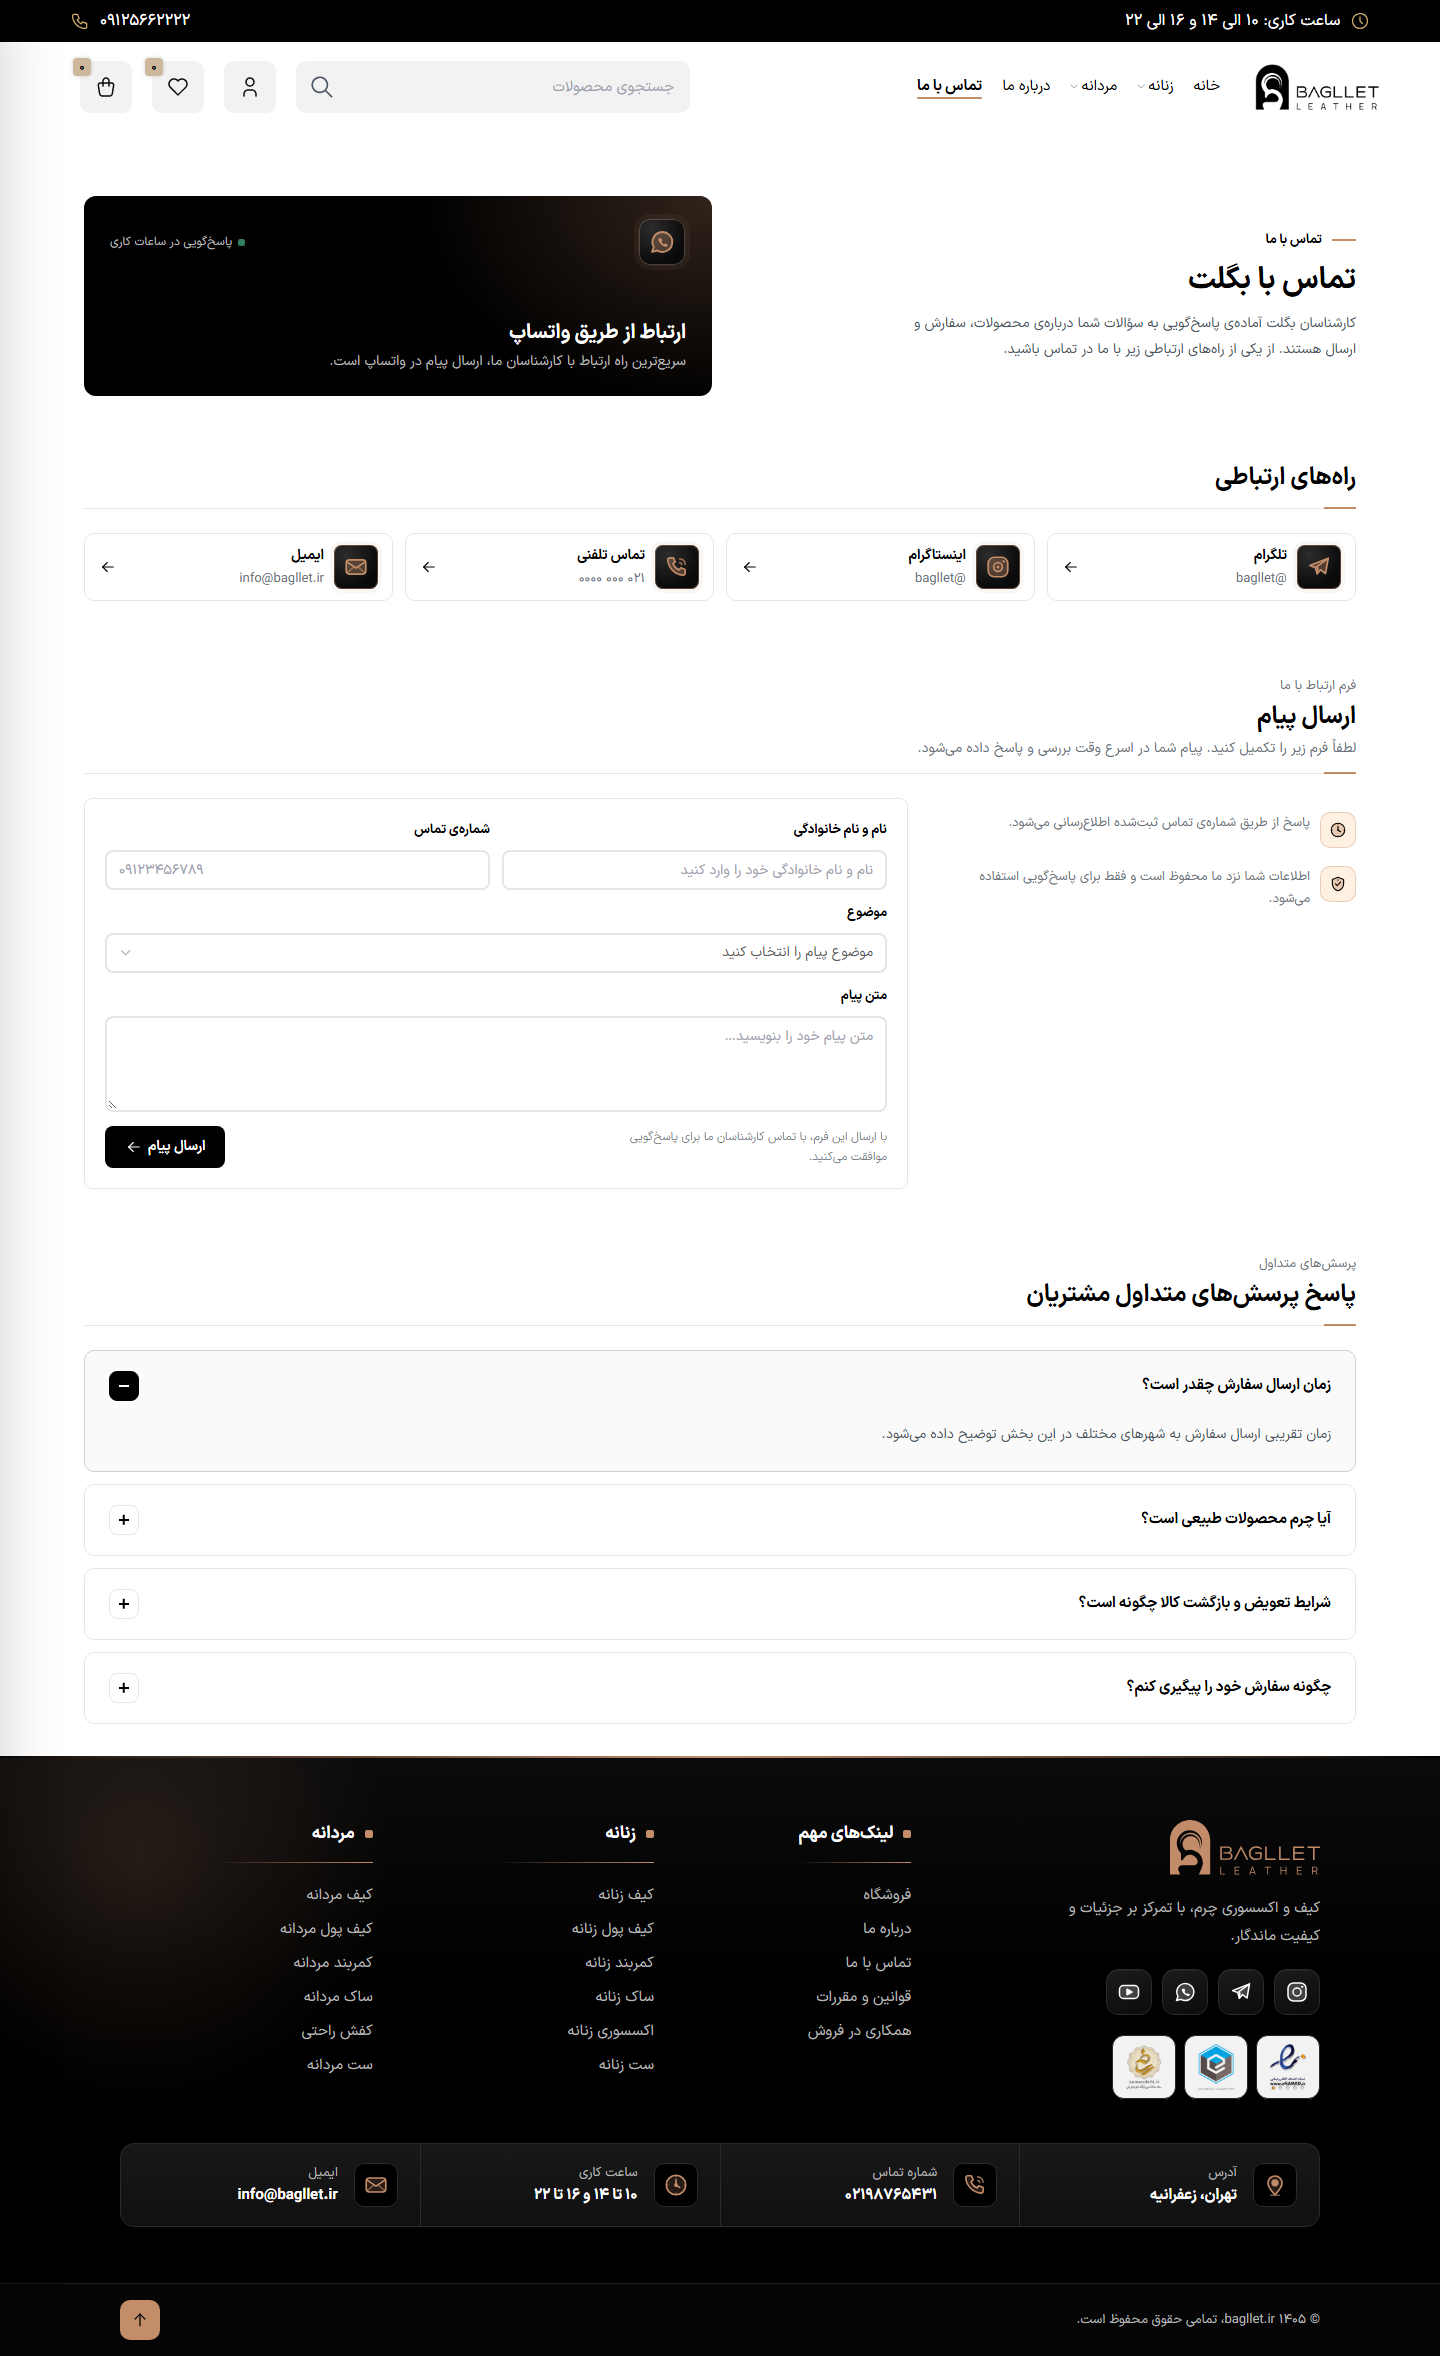 ساعت کاری: ۱۰ الی ۱۴ و ۱۶ الی ۲۲
۰۹۱۲۵۶۶۲۲۲۲
BAGLLET
LEATHER
خانه
زنانه
مردانه
درباره ما
تماس با ما
جستجوی محصولات
۰
۰
تماس با ما
تماس با بگلت
کارشناسان بگلت آماده‌ی پاسخ‌گویی به سؤالات شما درباره‌ی محصولات، سفارش و
ارسال هستند. از یکی از راه‌های ارتباطی زیر با ما در تماس باشید.
پاسخ‌گویی در ساعات کاری
ارتباط از طریق واتساپ
سریع‌ترین راه ارتباط با کارشناسان ما، ارسال پیام در واتساپ است.
راه‌های ارتباطی
تلگرام
@bagllet
اینستاگرام
@bagllet
تماس تلفنی
۰۲۱ ۰۰۰ ۰۰۰۰
ایمیل
info@bagllet.ir
فرم ارتباط با ما
ارسال پیام
لطفاً فرم زیر را تکمیل کنید. پیام شما در اسرع وقت بررسی و پاسخ داده می‌شود.
پاسخ از طریق شماره‌ی تماس ثبت‌شده اطلاع‌رسانی می‌شود.
اطلاعات شما نزد ما محفوظ است و فقط برای پاسخ‌گویی استفاده
می‌شود.
نام و نام خانوادگی
نام و نام خانوادگی خود را وارد کنید
شماره‌ی تماس
۰۹۱۲۳۴۵۶۷۸۹
موضوع
موضوع پیام را انتخاب کنید
متن پیام
متن پیام خود را بنویسید...
با ارسال این فرم، با تماس کارشناسان ما برای پاسخ‌گویی
موافقت می‌کنید.
ارسال پیام
پرسش‌های متداول
پاسخ پرسش‌های متداول مشتریان
زمان ارسال سفارش چقدر است؟
زمان تقریبی ارسال سفارش به شهرهای مختلف در این بخش توضیح داده می‌شود.
آیا چرم محصولات طبیعی است؟
شرایط تعویض و بازگشت کالا چگونه است؟
چگونه سفارش خود را پیگیری کنم؟
BAGLLET
LEATHER
کیف و اکسسوری چرم، با تمرکز بر جزئیات و
کیفیت ماندگار.
لینک‌های مهم
فروشگاه
درباره ما
تماس با ما
قوانین و مقررات
همکاری در فروش
زنانه
کیف زنانه
کیف پول زنانه
کمربند زنانه
ساک زنانه
اکسسوری زنانه
ست زنانه
مردانه
کیف مردانه
کیف پول مردانه
کمربند مردانه
ساک مردانه
کفش راحتی
ست مردانه
آدرس
تهران، زعفرانیه
شماره تماس
۰۲۱۹۸۷۶۵۴۳۱
ساعت کاری
۱۰ تا ۱۴ و ۱۶ تا ۲۲
ایمیل
info@bagllet.ir
© ۱۴۰۵ bagllet.ir، تمامی حقوق محفوظ است.